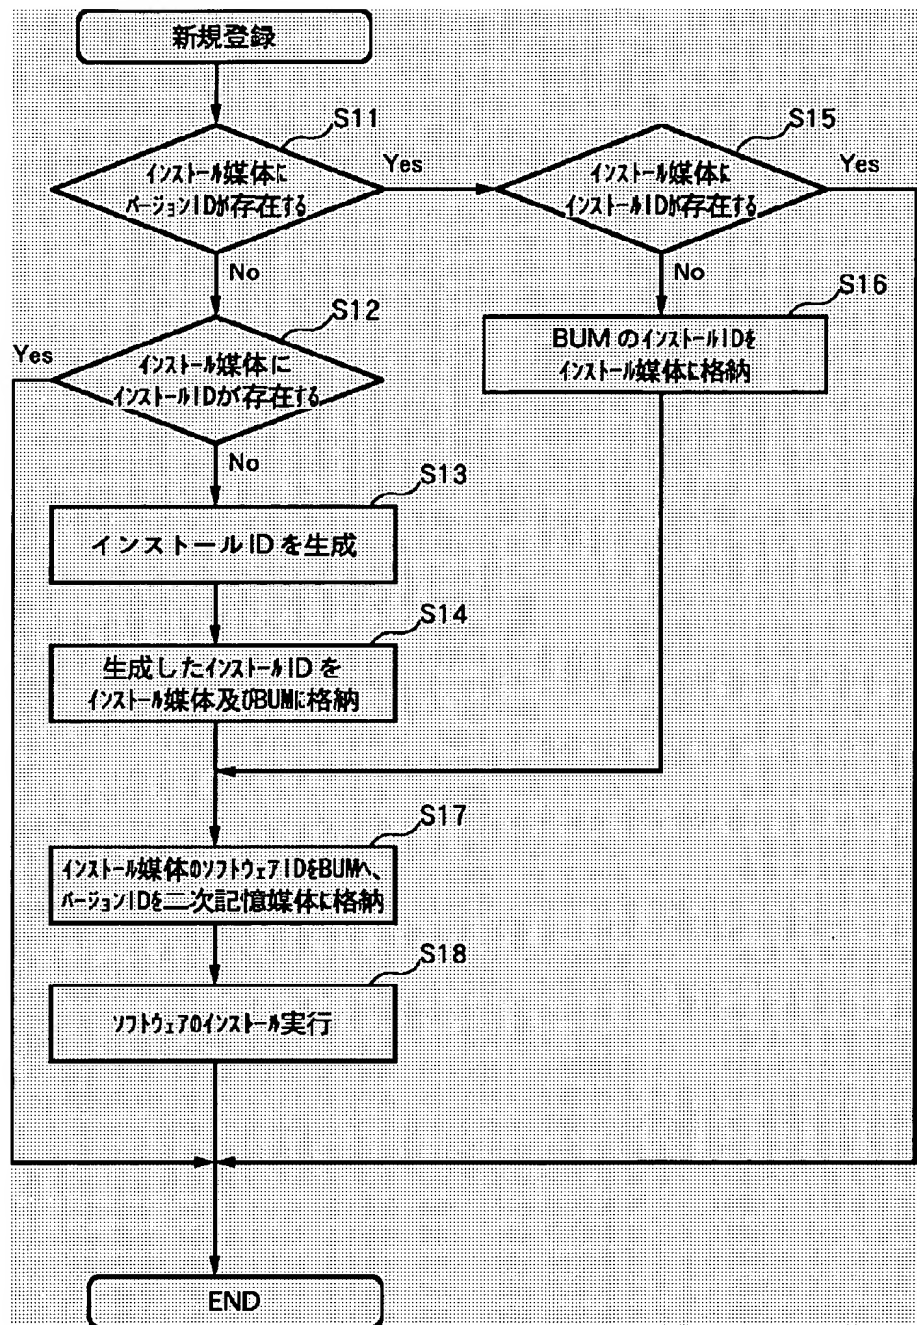 新規登録
S11
インストール媒体に
バージョンIDが存在する
Yes
S15
インストール媒体に
インストールIDが存在する
Yes
No
No
S12
S16
Yes
インストール媒体に
インストールIDが存在する
BUMのインストールIDを
インストール媒体に格納
No
S13
インストールIDを生成
S14
生成したインストールIDを
インストール媒体及びBUMに格納
S17
インストール媒体のソフトウェアIDをBUMへ、
バージョンIDを二次記憶媒体に格納
S18
ソフトウェアのインストール実行
END